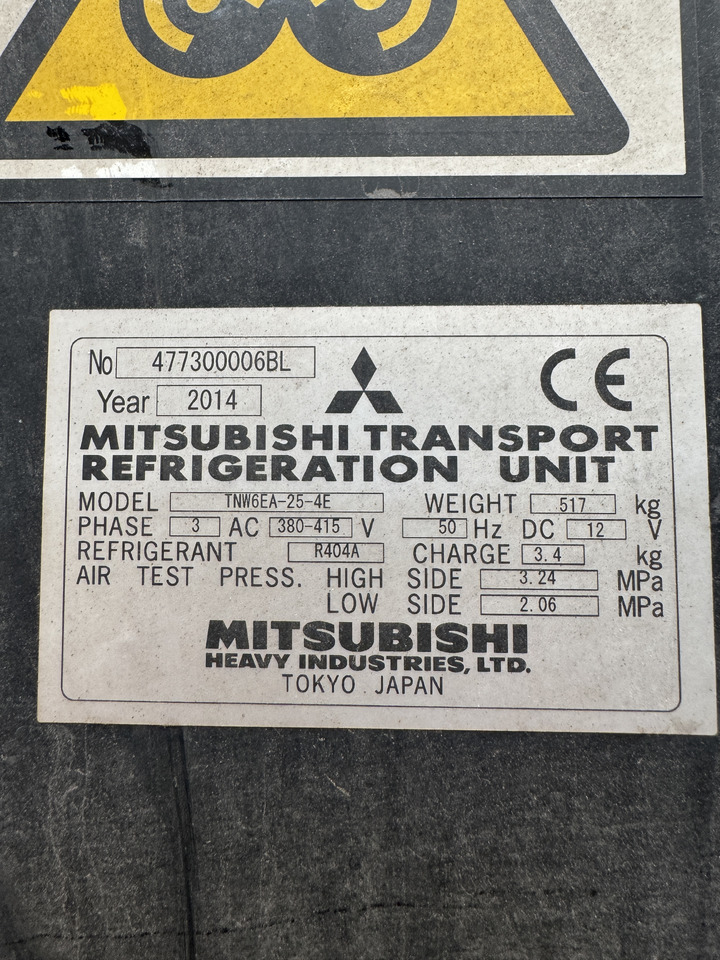 No 477300006BL
Year 2014
CE
MITSUBISHI TRANSPORT
REFRIGERATION UNIT
MODEL TNW6EA-25-4E WEIGHT 517 kg
PHASE 3 AC 380-415 V 50 Hz DC 12 V
REFRIGERANT R404A CHARGE 3.4 kg
AIR TEST PRESS. HIGH SIDE 3.24 MPa
LOW SIDE 2.06 MPa
MITSUBISHI
HEAVY INDUSTRIES, LTD.
TOKYO JAPAN